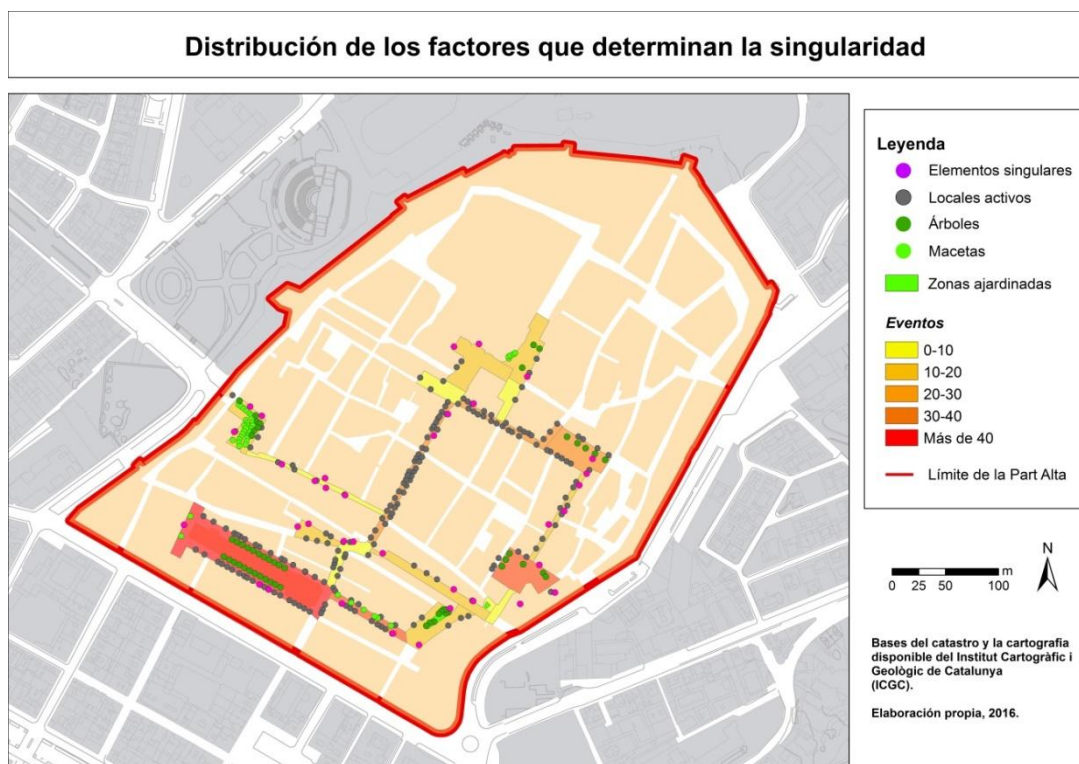 Distribución de los factores que determinan la singularidad
Leyenda
Elementos singulares
Locales activos
Árboles
Macetas
Zonas ajardinadas
Eventos
0-10
10-20
20-30
30-40
Más de 40
Límite de la Part Alta
N
0 25 50 100 m
Bases del catastro y la cartografia
disponible del Institut Cartogràfic i
Geològic de Catalunya
(ICGC).
Elaboración propia, 2016.